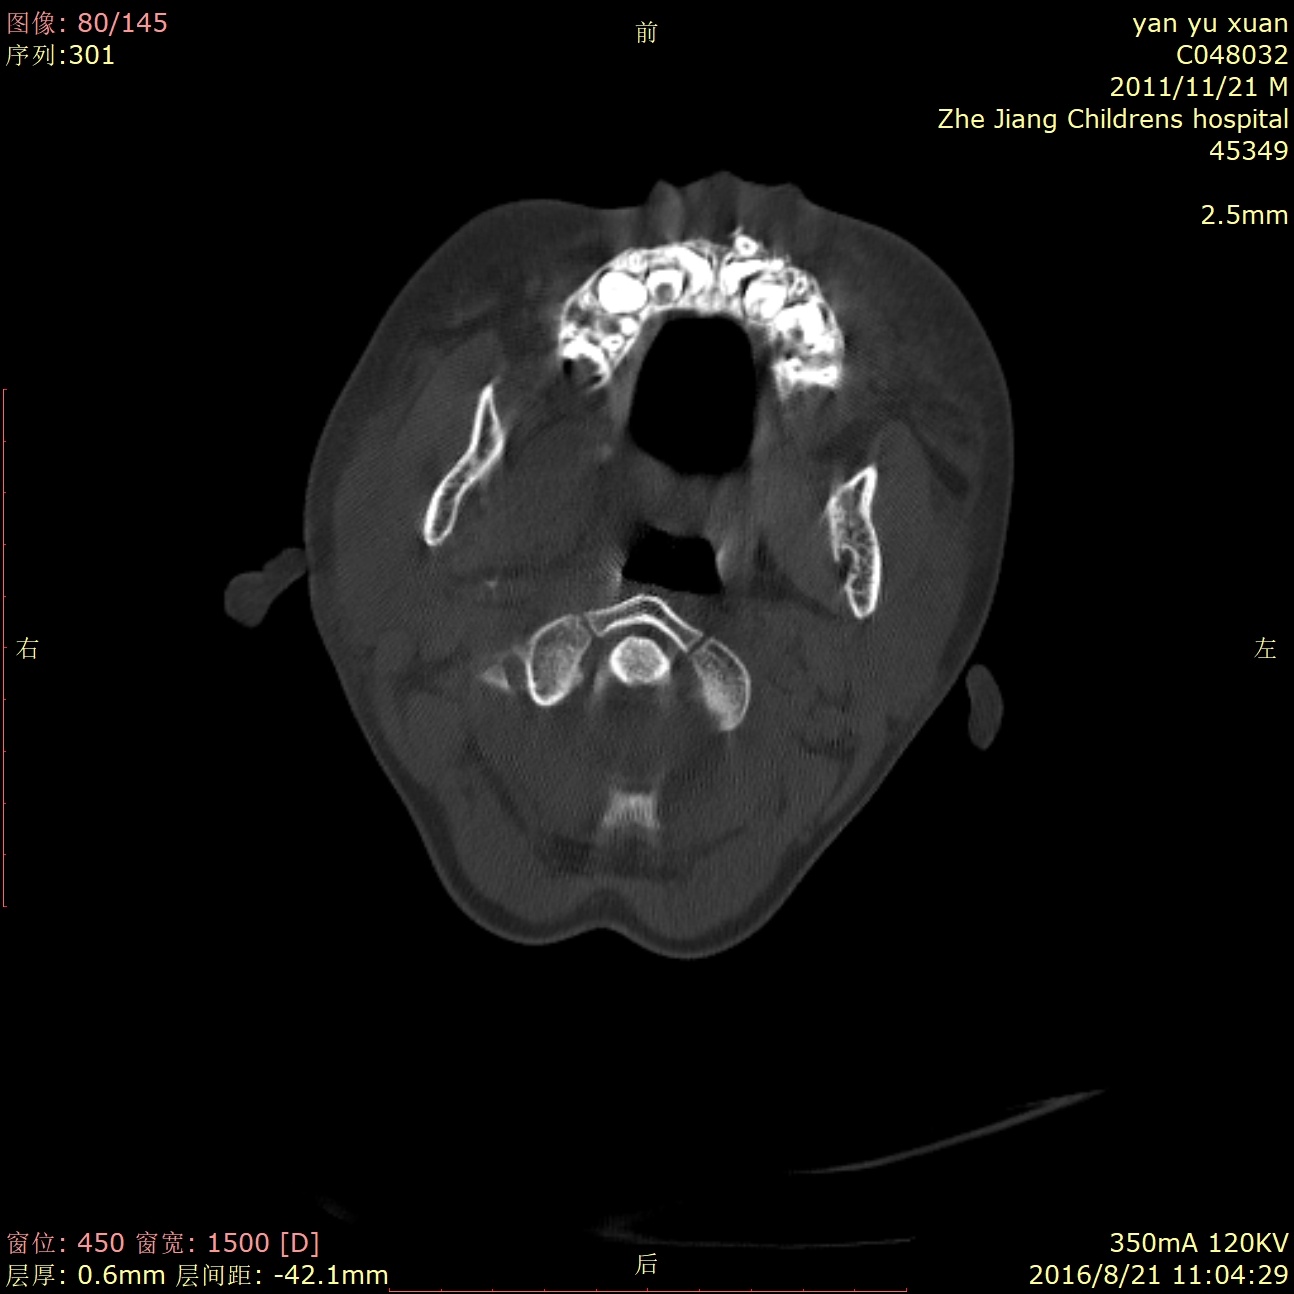 图像: 80/145
序列:301
前
yan yu xuan
C048032
2011/11/21 M
Zhe Jiang Childrens hospital
45349
2.5mm
右
左
窗位: 450 窗宽: 1500 [D]
层厚: 0.6mm 层间距: -42.1mm
后
350mA 120KV
2016/8/21 11:04:29